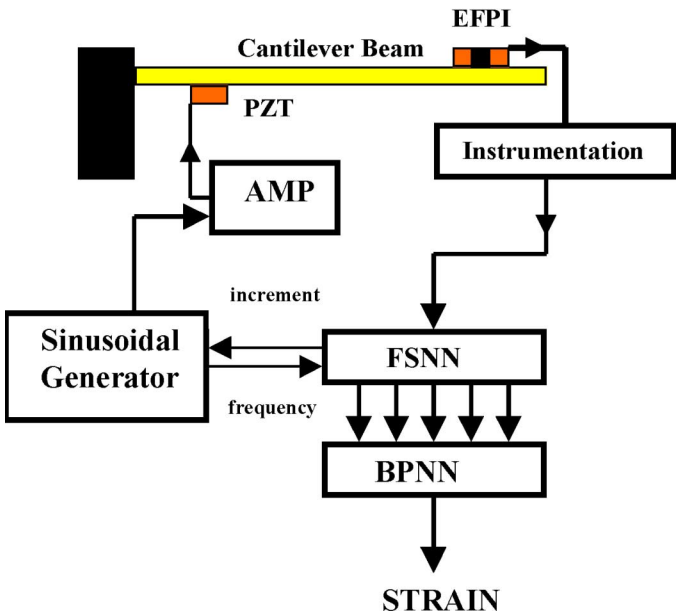 EFPI
Cantilever Beam
PZT
Instrumentation
AMP
increment
Sinusoidal
Generator
FSNN
frequency
BPNN
STRAIN